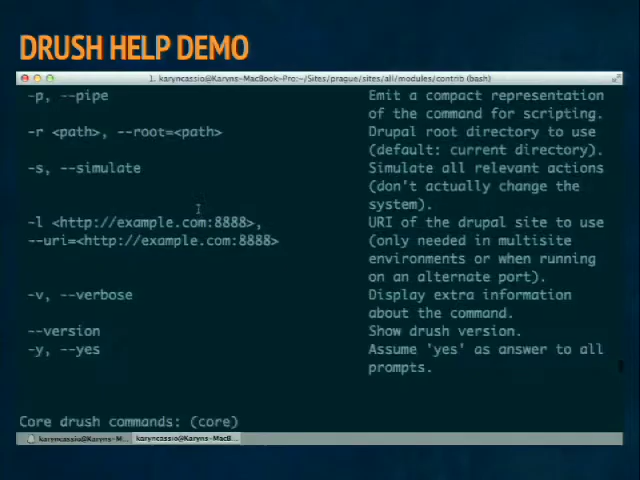 DRUSH HELP DEMO
1. karyncassio@Karyns-MacBook-Pro:~/Sites/prague/sites/all/modules/contrib (bash)
-p, --pipe Emit a compact representation
of the command for scripting.
-r <path>, --root=<path> Drupal root directory to use
(default: current directory).
-s, --simulate Simulate all relevant actions
(don't actually change the
system).
-l <http://example.com:8888>, URI of the drupal site to use
--uri=<http://example.com:8888> (only needed in multisite
environments or when running
on an alternate port).
-v, --verbose Display extra information
about the command.
--version Show drush version.
-y, --yes Assume 'yes' as answer to all
prompts.
Core drush commands: (core)
karyncassio@Karyns-M... karyncassio@Karyns-MacB...